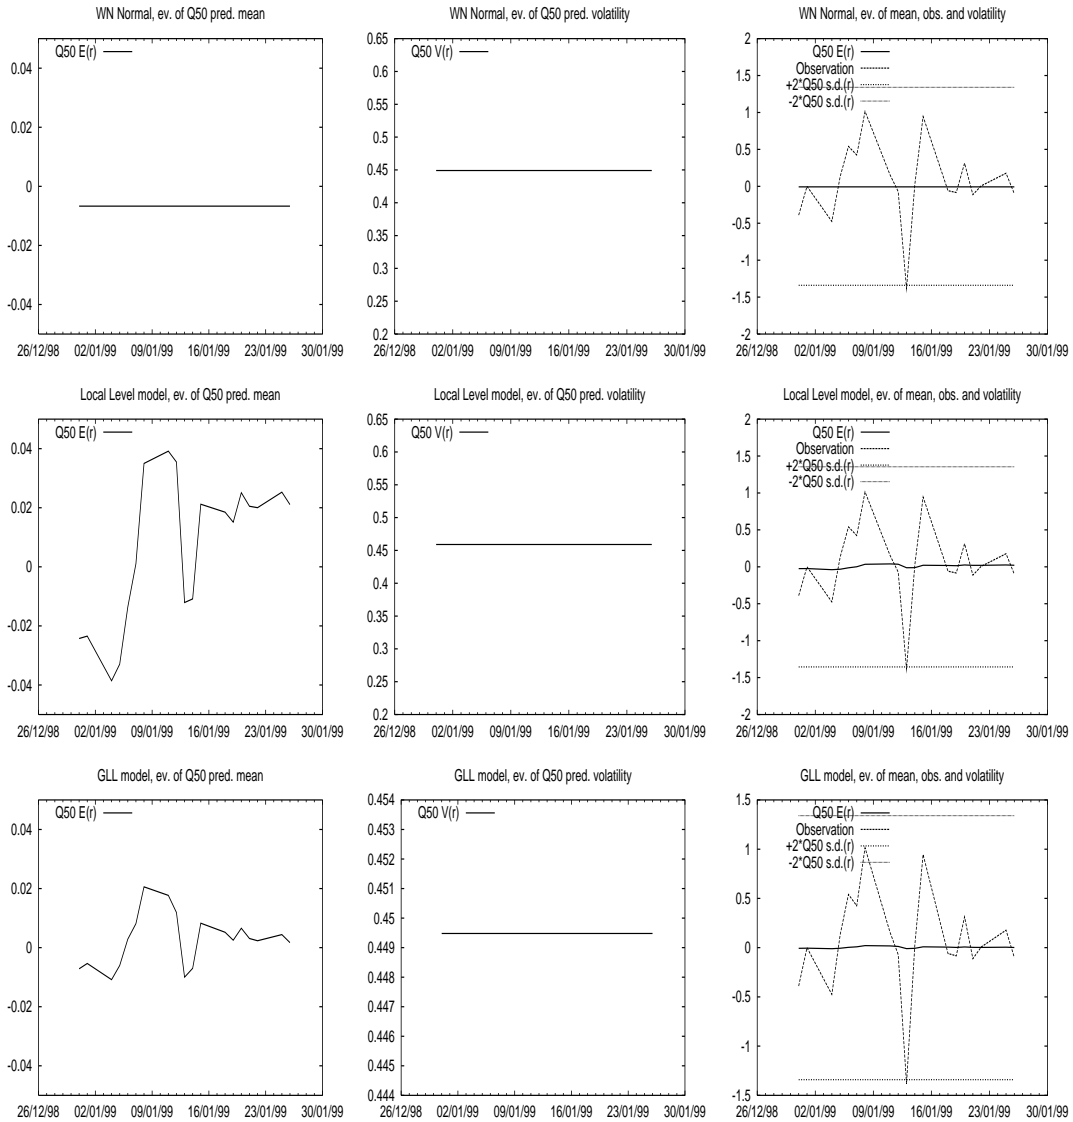 WN Normal, ev. of Q50 pred. mean
Q50 E(r)
0.04
0.02
0
-0.02
-0.04
26/12/98 02/01/99 09/01/99 16/01/99 23/01/99 30/01/99
WN Normal, ev. of Q50 pred. volatility
Q50 V(r)
0.65
0.6
0.55
0.5
0.45
0.4
0.35
0.3
0.25
0.2
26/12/98 02/01/99 09/01/99 16/01/99 23/01/99 30/01/99
WN Normal, ev. of mean, obs. and volatility
Q50 E(r)
Observation
+2*Q50 s.d.(r)
-2*Q50 s.d.(r)
2
1.5
1
0.5
0
-0.5
-1
-1.5
-2
26/12/98 02/01/99 09/01/99 16/01/99 23/01/99 30/01/99
Local Level model, ev. of Q50 pred. mean
Q50 E(r)
0.04
0.02
0
-0.02
-0.04
26/12/98 02/01/99 09/01/99 16/01/99 23/01/99 30/01/99
Local Level model, ev. of Q50 pred. volatility
Q50 V(r)
0.65
0.6
0.55
0.5
0.45
0.4
0.35
0.3
0.25
0.2
26/12/98 02/01/99 09/01/99 16/01/99 23/01/99 30/01/99
Local Level model, ev. of mean, obs. and volatility
Q50 E(r)
Observation
+2*Q50 s.d.(r)
-2*Q50 s.d.(r)
2
1.5
1
0.5
0
-0.5
-1
-1.5
-2
26/12/98 02/01/99 09/01/99 16/01/99 23/01/99 30/01/99
GLL model, ev. of Q50 pred. mean
Q50 E(r)
0.04
0.02
0
-0.02
-0.04
26/12/98 02/01/99 09/01/99 16/01/99 23/01/99 30/01/99
GLL model, ev. of Q50 pred. volatility
Q50 V(r)
0.454
0.453
0.452
0.451
0.45
0.449
0.448
0.447
0.446
0.445
0.444
26/12/98 02/01/99 09/01/99 16/01/99 23/01/99 30/01/99
GLL model, ev. of mean, obs. and volatility
Q50 E(r)
Observation
+2*Q50 s.d.(r)
-2*Q50 s.d.(r)
1.5
1
0.5
0
-0.5
-1
-1.5
26/12/98 02/01/99 09/01/99 16/01/99 23/01/99 30/01/99